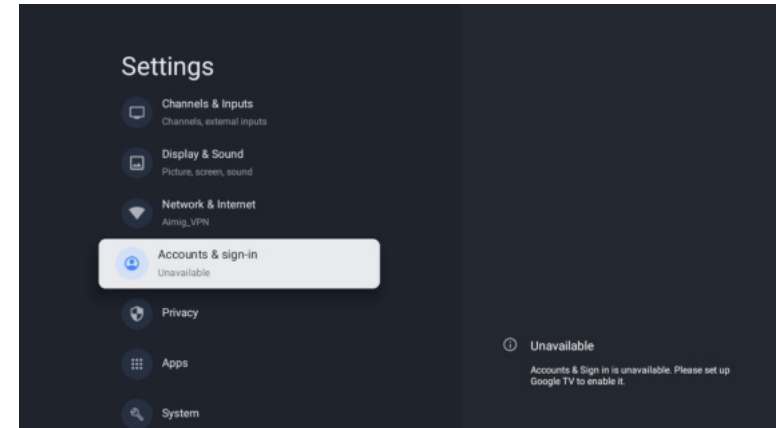 Settings
Channels & Inputs
Channels, external inputs
Display & Sound
Picture, screen, sound
Network & Internet
Aimig_VPN
Accounts & sign-in
Unavailable
Privacy
Apps
System
Unavailable
Accounts & Sign in is unavailable. Please set up
Google TV to enable it.